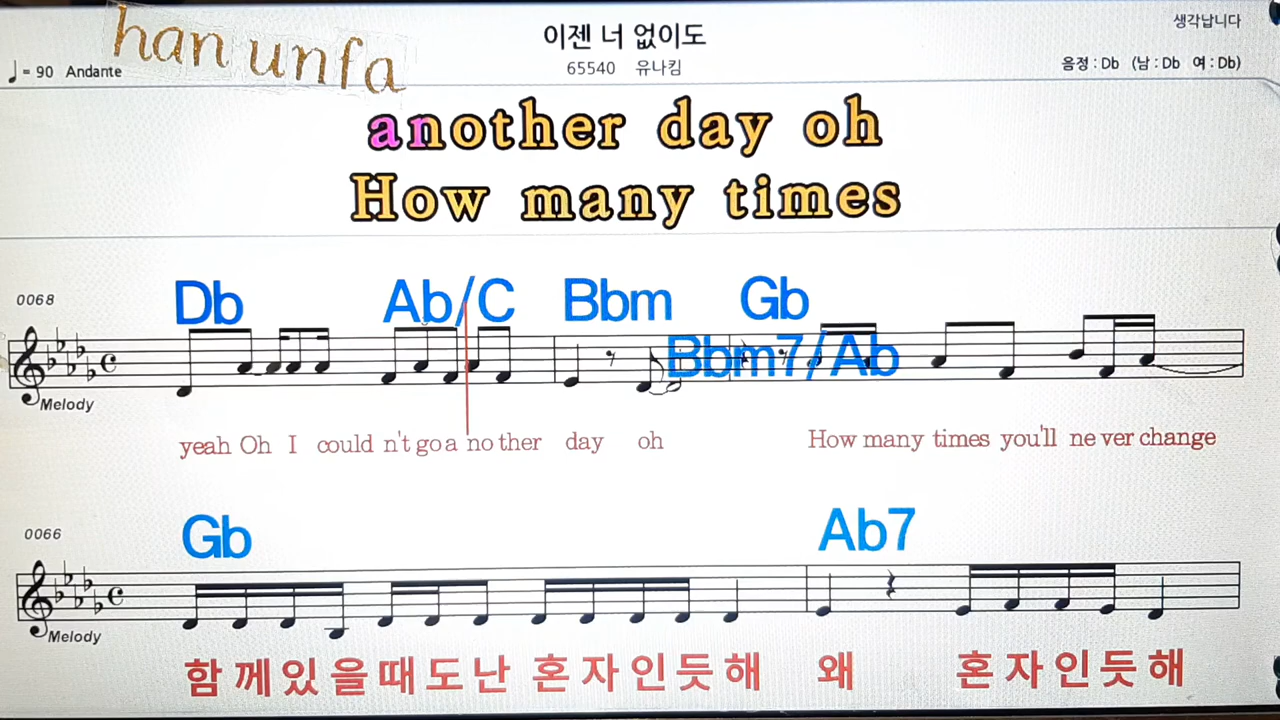 han unfa
이젠 너 없이도
생각납니다
♩= 90 Andante
65540 유나킴
음정 : Db (남 : Db 여 : Db)
another day oh
How many times
0068
Db Ab/C Bbm Gb
Bbm7/Ab
Melody
yeah Oh I could n't go a no ther day oh How many times you'll ne ver change
0066
Gb Ab7
Melody
함 께 있 을 때 도 난 혼 자 인 듯 해 왜 혼 자 인 듯 해